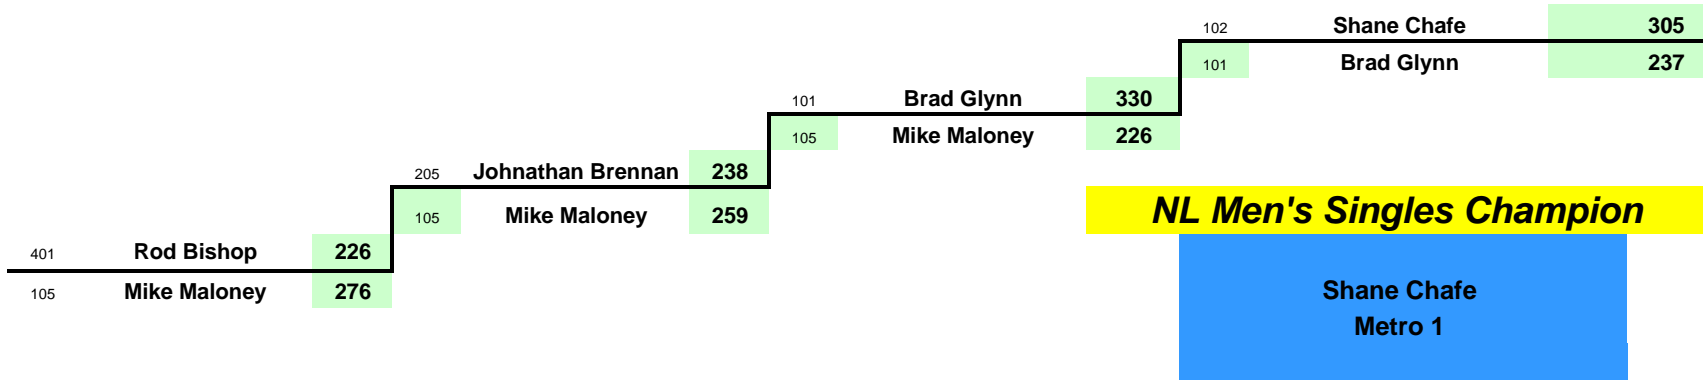 102 Shane Chafe 305
101 Brad Glynn 237
101 Brad Glynn 330
105 Mike Maloney 226
205 Johnathan Brennan 238
105 Mike Maloney 259
NL Men's Singles Champion
401 Rod Bishop 226
105 Mike Maloney 276
Shane Chafe
Metro 1